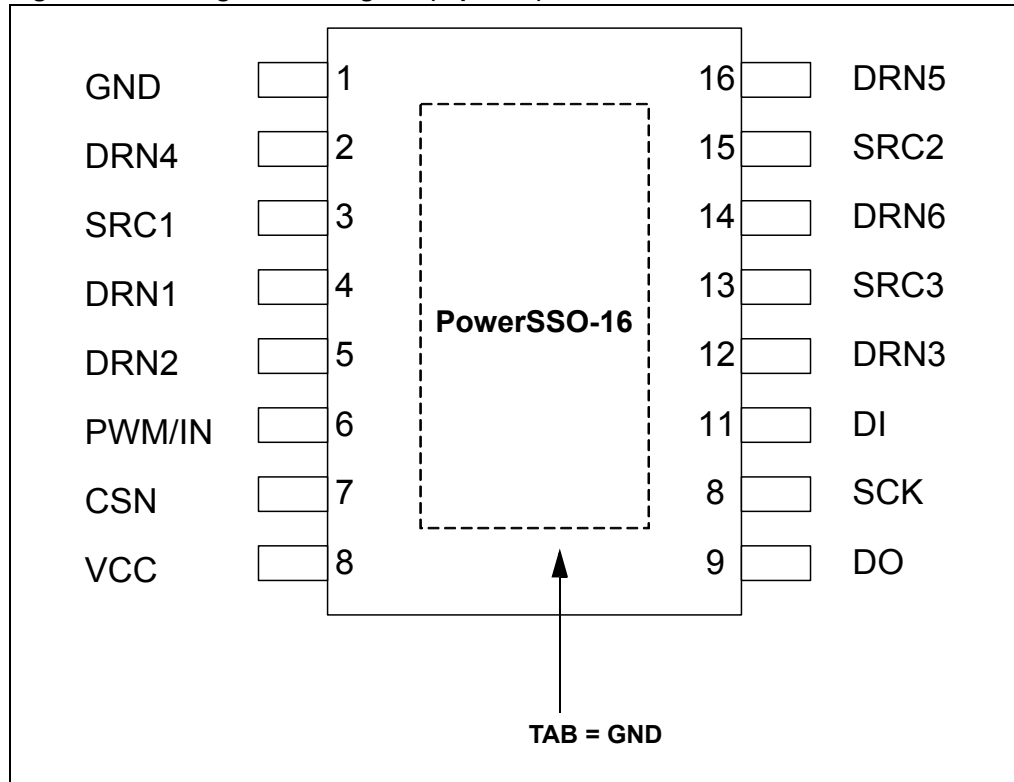 GND 1 16 DRN5
DRN4 2 15 SRC2
SRC1 3 14 DRN6
DRN1 4 13 SRC3
PowerSSO-16
DRN2 5 12 DRN3
PWM/IN 6 11 DI
CSN 7 8 SCK
VCC 8 9 DO
TAB = GND